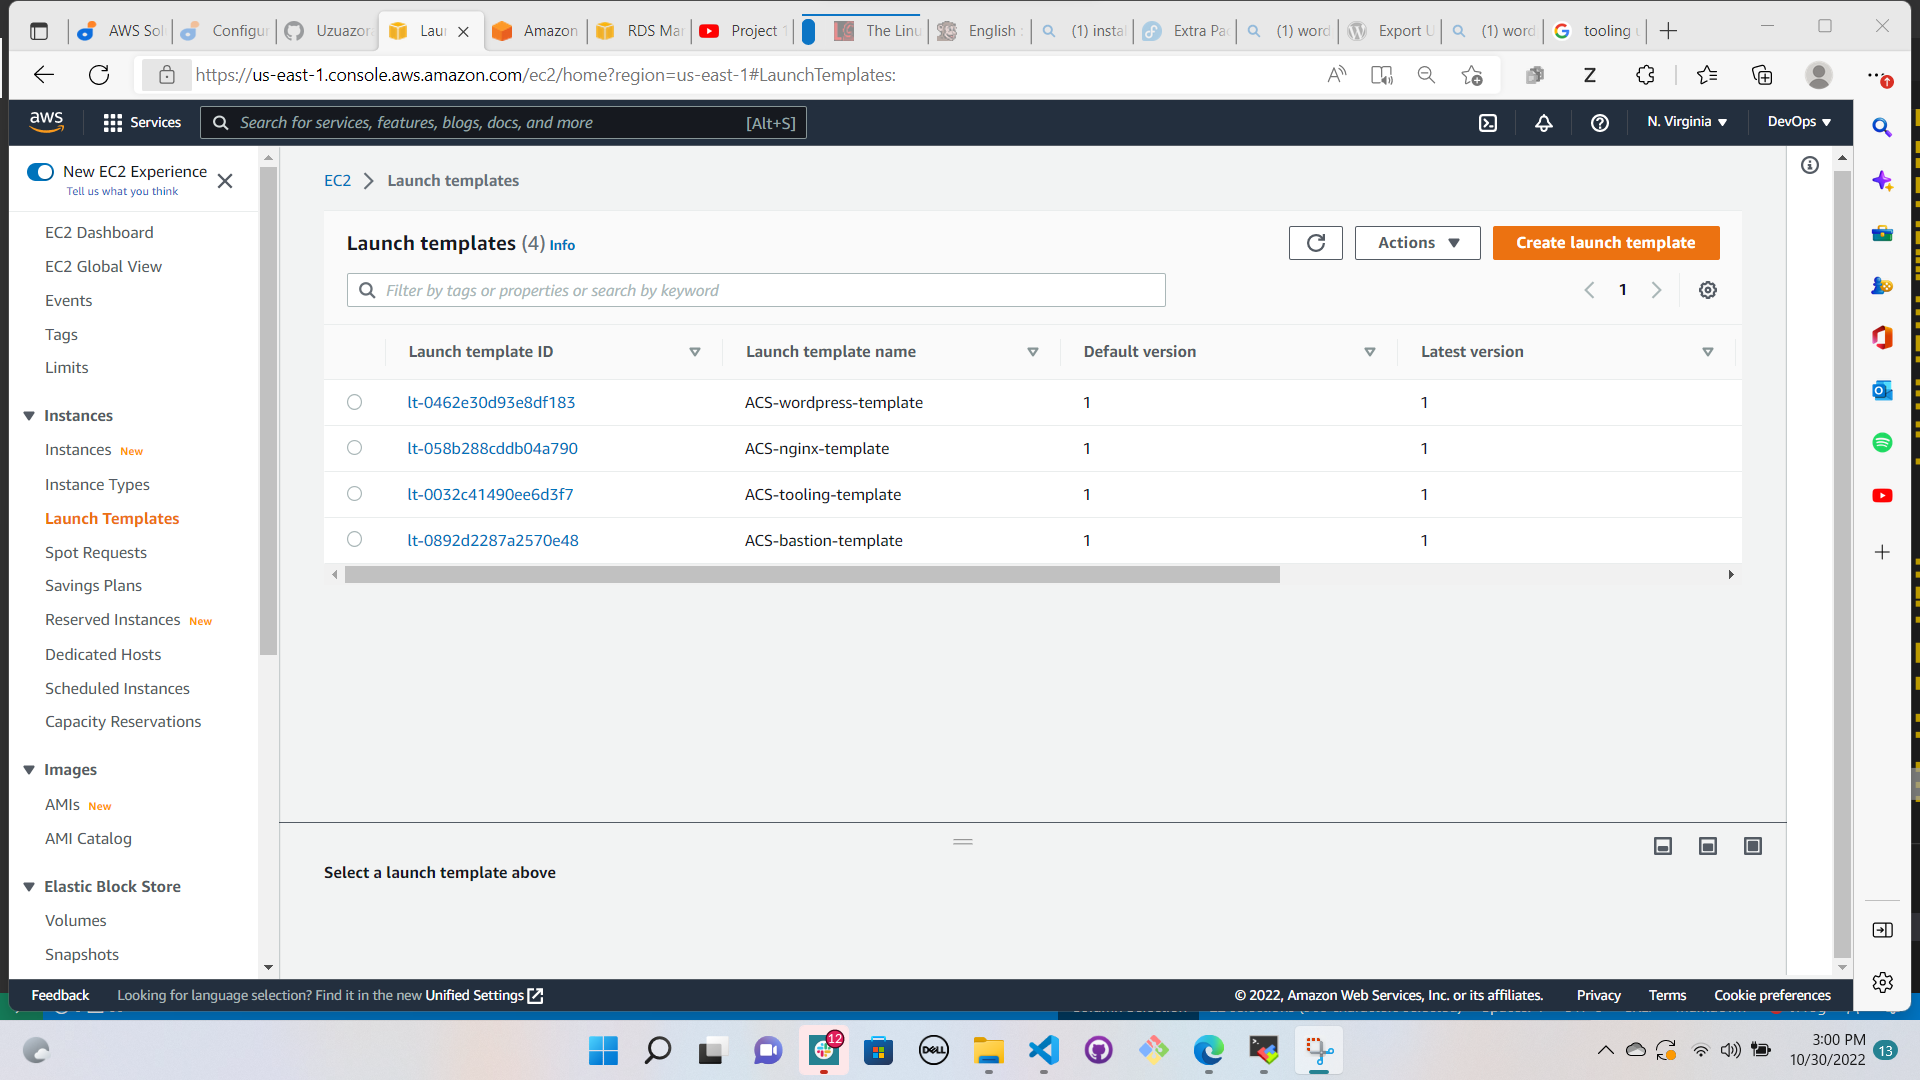 AWS Sol
Configur
Uzuazor
Lau
Amazon
RDS Mar
Project 1
The Linu
English
(1) instal
Extra Pac
(1) word
Export U
(1) word
tooling
https://us-east-1.console.aws.amazon.com/ec2/home?region=us-east-1#LaunchTemplates:
aws
Services
Search for services, features, blogs, docs, and more
[Alt+S]
N. Virginia
DevOps
New EC2 Experience
Tell us what you think
EC2 Dashboard
EC2 Global View
Events
Tags
Limits
Instances
Instances New
Instance Types
Launch Templates
Spot Requests
Savings Plans
Reserved Instances New
Dedicated Hosts
Scheduled Instances
Capacity Reservations
Images
AMIs New
AMI Catalog
Elastic Block Store
Volumes
Snapshots
EC2 > Launch templates
Launch templates (4) Info
Actions
Create launch template
Filter by tags or properties or search by keyword
1
Launch template ID Launch template name Default version Latest version
lt-0462e30d93e8df183 ACS-wordpress-template 1 1
lt-058b288cddb04a790 ACS-nginx-template 1 1
lt-0032c41490ee6d3f7 ACS-tooling-template 1 1
lt-0892d2287a2570e48 ACS-bastion-template 1 1
Select a launch template above
Feedback
Looking for language selection? Find it in the new Unified Settings
© 2022, Amazon Web Services, Inc. or its affiliates.
Privacy
Terms
Cookie preferences
12
DELL
3:00 PM
10/30/2022
13